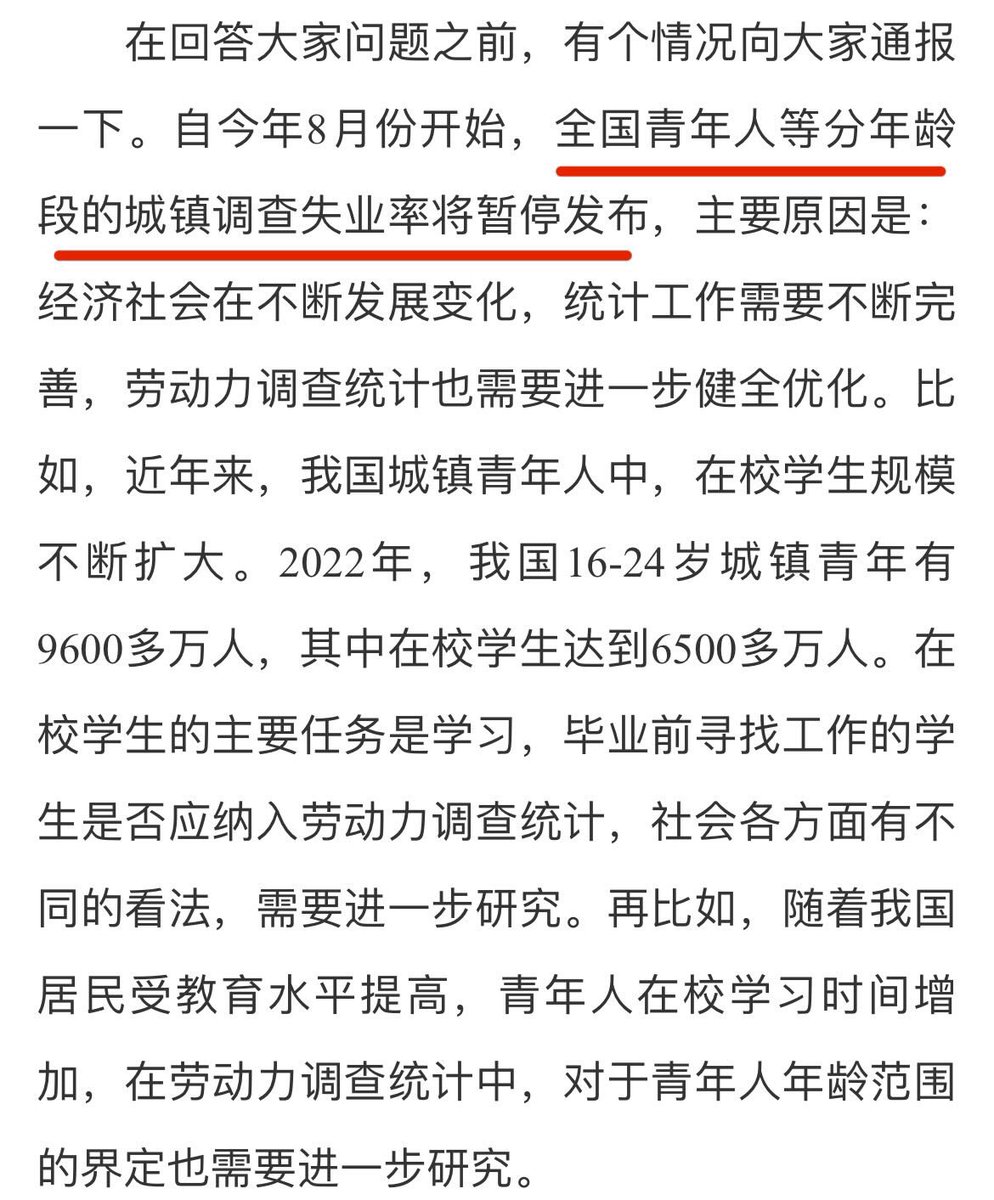 在回答大家问题之前，有个情况向大家通报
一下。自今年8月份开始，全国青年人等分年龄
段的城镇调查失业率将暂停发布，主要原因是：
经济社会在不断发展变化，统计工作需要不断完
善，劳动力调查统计也需要进一步健全优化。比
如，近年来，我国城镇青年人中，在校学生规模
不断扩大。2022年，我国16-24岁城镇青年有
9600多万人，其中在校学生达到6500多万人。在
校学生的主要任务是学习，毕业前寻找工作的学
生是否应纳入劳动力调查统计，社会各方面有不
同的看法，需要进一步研究。再比如，随着我国
居民受教育水平提高，青年人在校学习时间增
加，在劳动力调查统计中，对于青年人年龄范围
的界定也需要进一步研究。